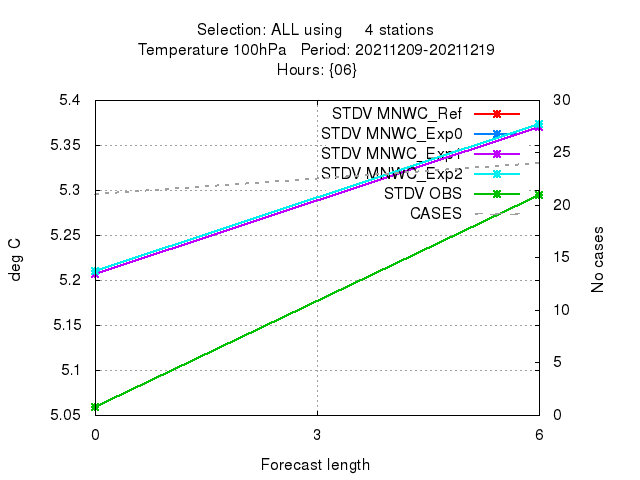 Selection: ALL using     4 stations
Temperature 100hPa   Period: 20211209-20211219
Hours: {06}
5.4
5.35
5.3
5.25
5.2
5.15
5.1
5.05
deg C
STDV MNWC_Ref
STDV MNWC_Exp0
STDV MNWC_Exp1
STDV MNWC_Exp2
STDV OBS
CASES
30
25
20
15
10
5
0
No cases
0 3 6
Forecast length